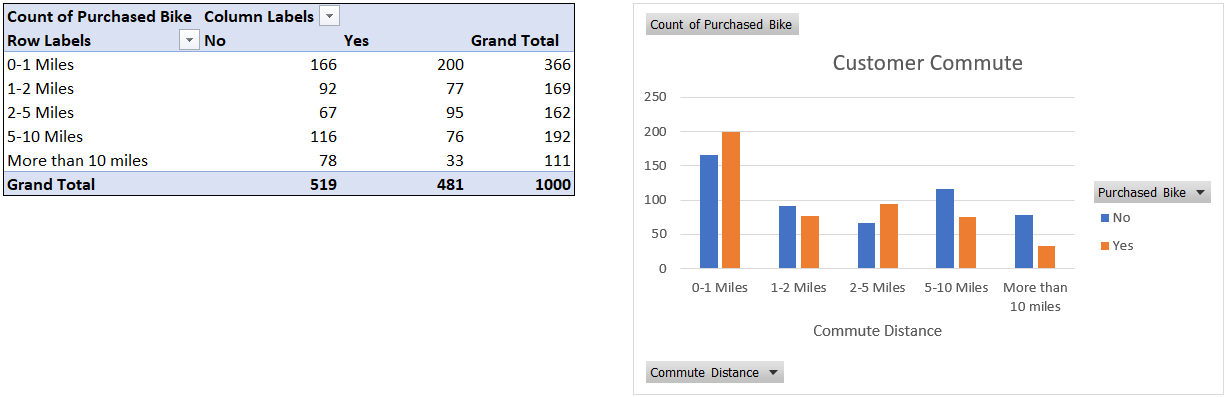 Count of Purchased Bike Column Labels
Row Labels No Yes Grand Total
0-1 Miles 166 200 366
1-2 Miles 92 77 169
2-5 Miles 67 95 162
5-10 Miles 116 76 192
More than 10 miles 78 33 111
Grand Total 519 481 1000
Count of Purchased Bike
Customer Commute
250
200
150
100
50
0
0-1 Miles 1-2 Miles 2-5 Miles 5-10 Miles More than
10 miles
Commute Distance
Purchased Bike
No
Yes
Commute Distance